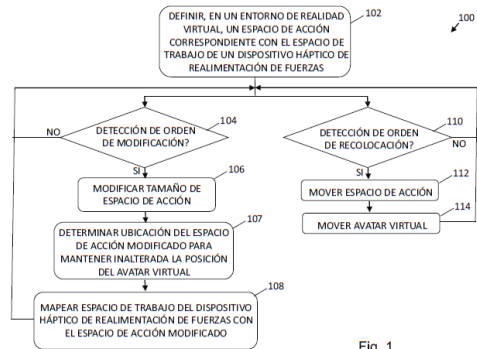 DEFINIR, EN UN ENTORNO DE REALIDAD
VIRTUAL, UN ESPACIO DE ACCIÓN
CORRESPONDIENTE CON EL ESPACIO DE
TRABAJO DE UN DISPOSITIVO HÁPTICO DE
REALIMENTACIÓN DE FUERZAS
102
100
DETECCIÓN DE ORDEN
DE MODIFICACIÓN?
104
NO
SI
106
MODIFICAR TAMAÑO DE
ESPACIO DE ACCIÓN
107
DETERMINAR UBICACIÓN DEL ESPACIO
DE ACCIÓN MODIFICADO PARA
MANTENER INALTERADA LA POSICIÓN
DEL AVATAR VIRTUAL
108
MAPEAR ESPACIO DE TRABAJO DEL DISPOSITIVO
HÁPTICO DE REALIMENTACIÓN DE FUERZAS CON
EL ESPACIO DE ACCIÓN MODIFICADO
110
DETECCIÓN DE ORDEN
DE RECOLOCACIÓN?
NO
SI
112
MOVER ESPACIO DE ACCIÓN
114
MOVER AVATAR VIRTUAL
Fig. 1